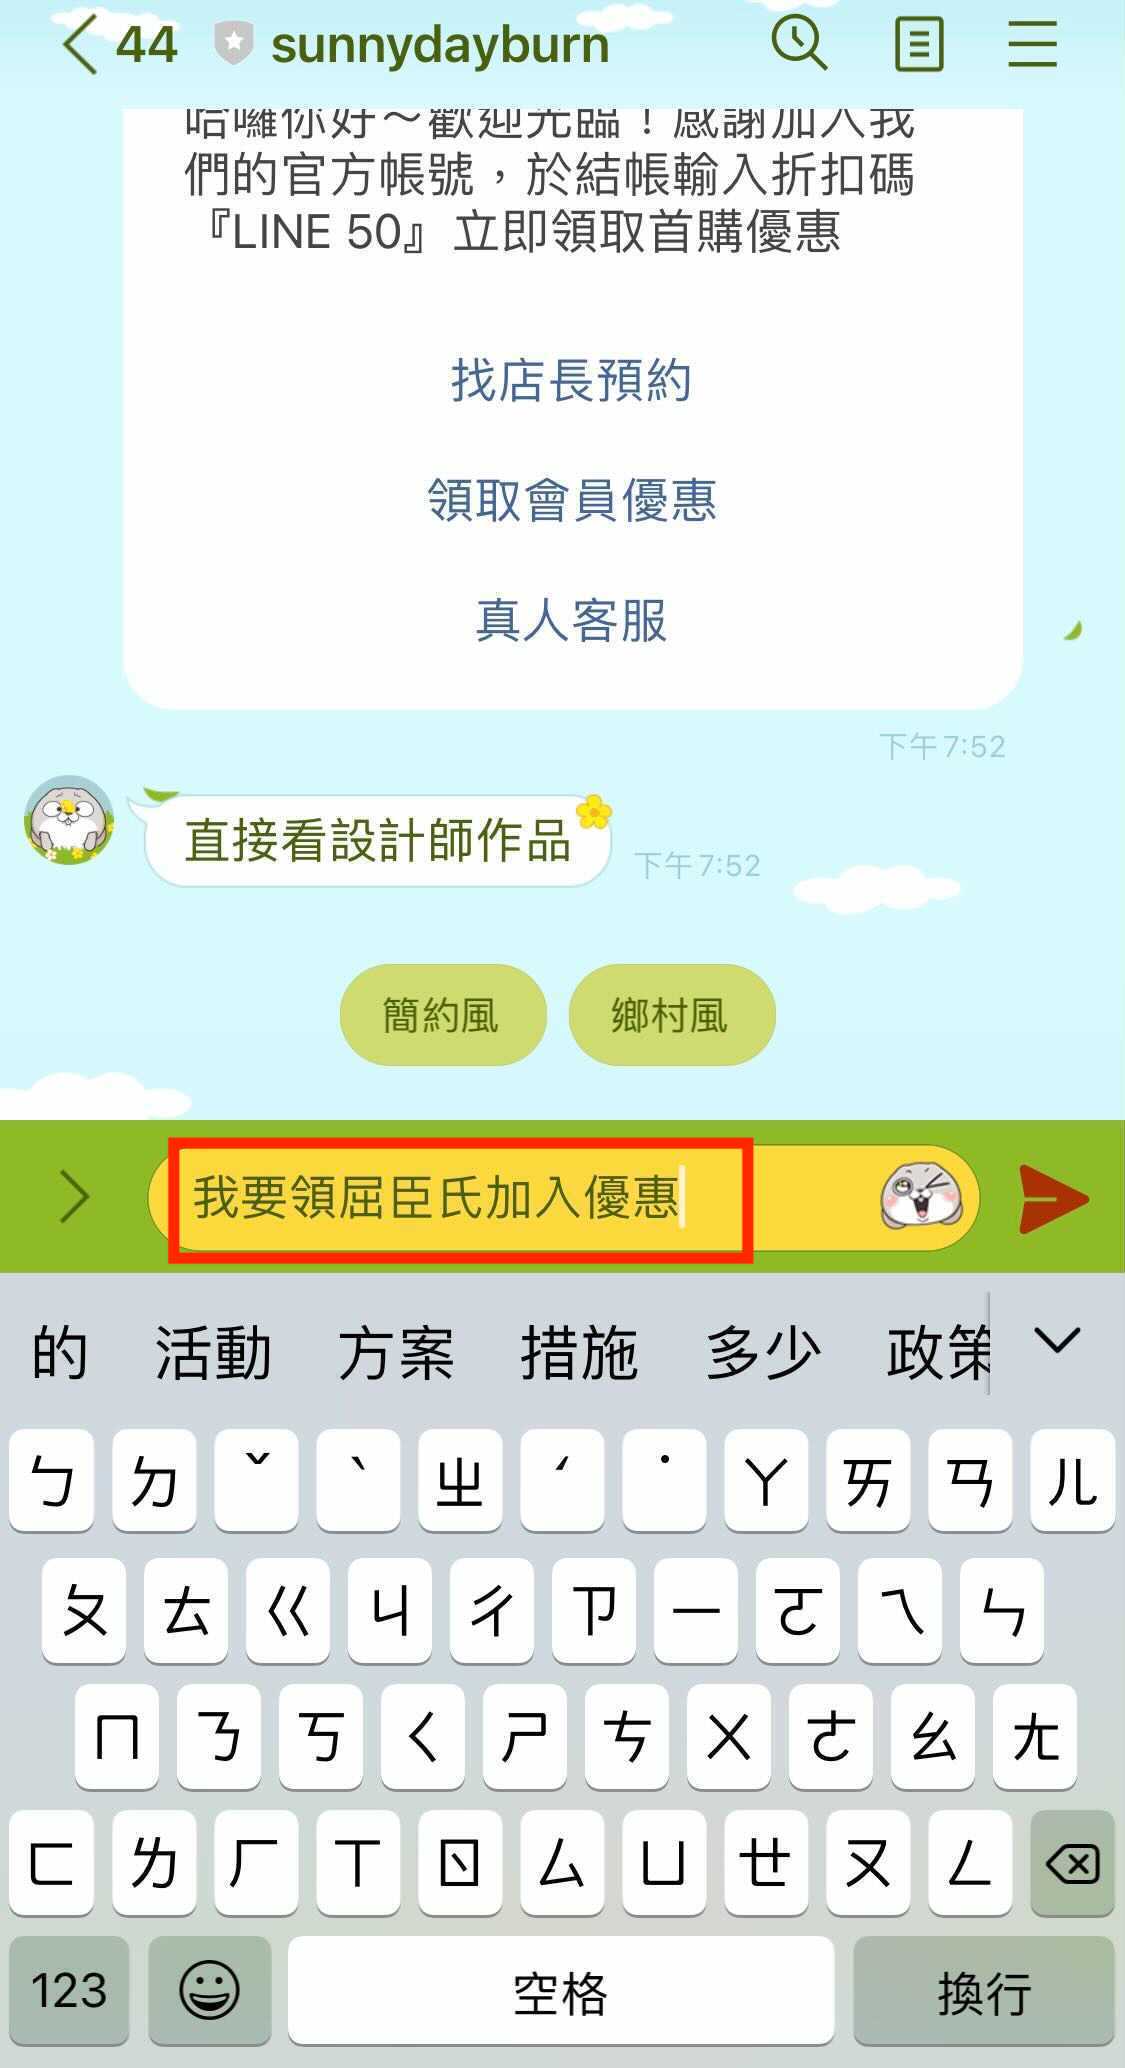 44 sunnydayburn
哈囉你好～歡迎光臨！感謝加入我
們的官方帳號，於結帳輸入折扣碼
『LINE 50』立即領取首購優惠
找店長預約
領取會員優惠
真人客服
下午 7:52
直接看設計師作品
下午 7:52
簡約風 鄉村風
我要領屈臣氏加入優惠
的 活動 方案 措施 多少 政策
ㄅ ㄉ ˇ ˋ ㄓ ˊ ˙ ㄚ ㄞ ㄢ ㄦ
ㄆ ㄊ ㄍ ㄐ ㄔ ㄗ ㄧ ㄛ ㄟ ㄣ
ㄇ ㄋ ㄎ ㄑ ㄕ ㄘ ㄨ ㄜ ㄠ ㄤ
ㄈ ㄌ ㄏ ㄒ ㄖ ㄙ ㄩ ㄝ ㄡ ㄥ
123 空格 換行